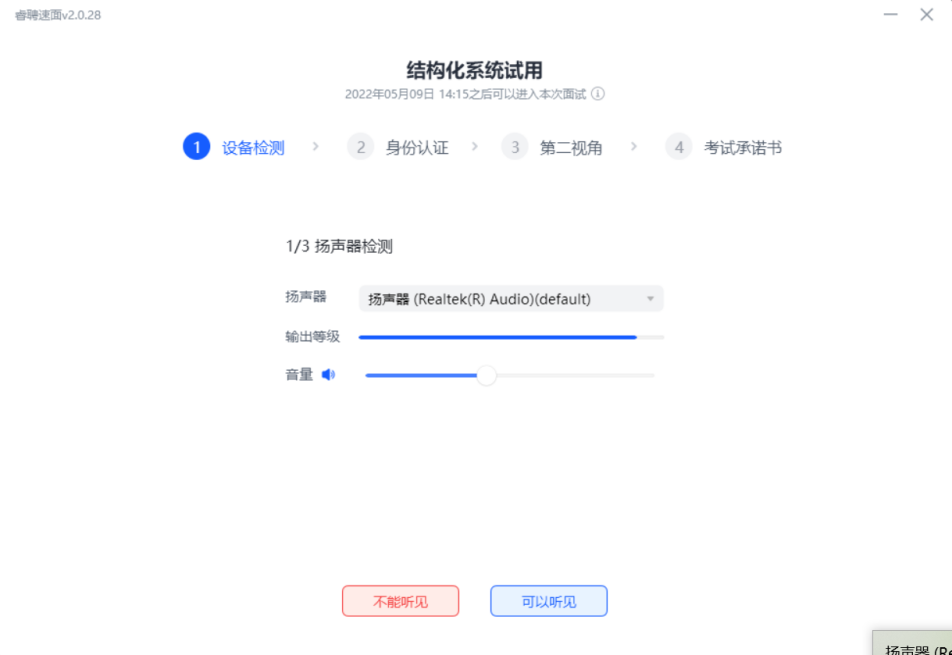 睿聘速面v2.0.28
结构化系统试用
2022年05月09日 14:15之后可以进入本次面试
1 设备检测 2 身份认证 3 第二视角 4 考试承诺书
1/3 扬声器检测
扬声器 扬声器 (Realtek(R) Audio)(default)
输出等级
音量
不能听见 可以听见
扬声器 (Re